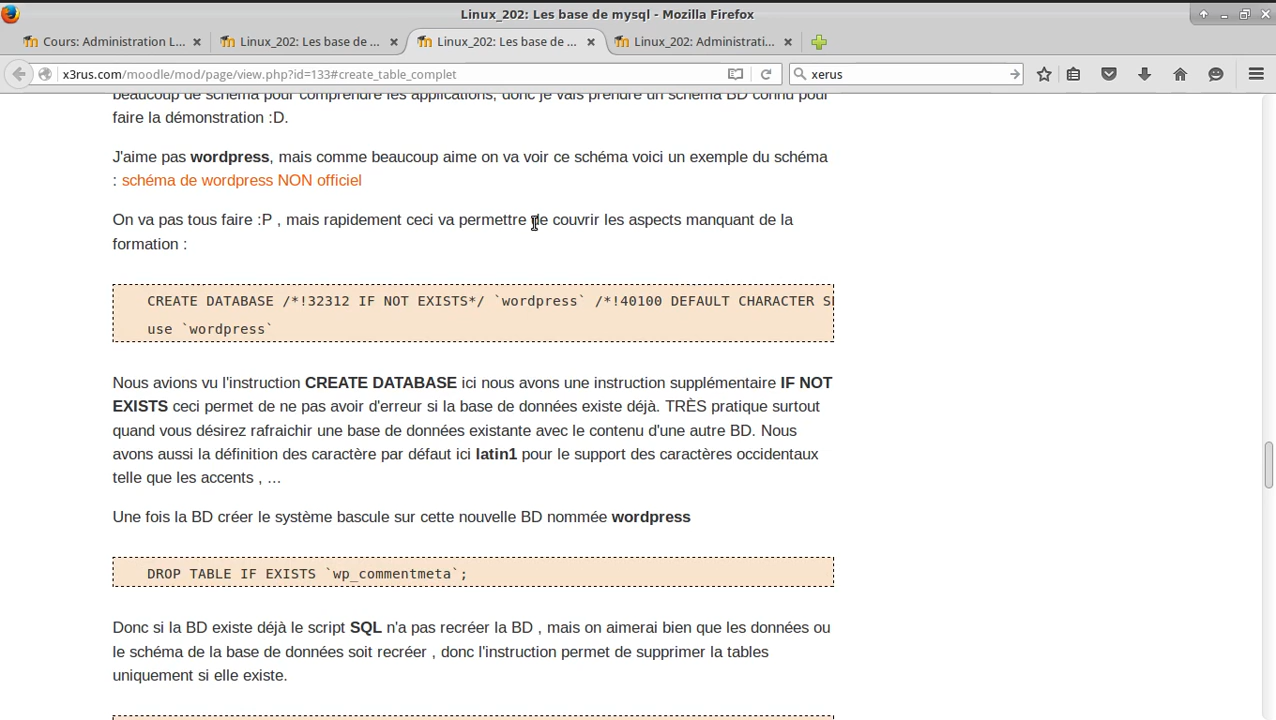 Linux_202: Les base de mysql - Mozilla Firefox
Cours: Administration L...
Linux_202: Les base de ...
Linux_202: Les base de ...
Linux_202: Administrati...
x3rus.com/moodle/mod/page/view.php?id=133#create_table_complet
xerus
beaucoup de schéma pour comprendre les applications, donc je vais prendre un schéma BD connu pour
faire la démonstration :D.
J'aime pas wordpress, mais comme beaucoup aime on va voir ce schéma voici un exemple du schéma
: schéma de wordpress NON officiel
On va pas tous faire :P , mais rapidement ceci va permettre de couvrir les aspects manquant de la
formation :
CREATE DATABASE /*!32312 IF NOT EXISTS*/ `wordpress` /*!40100 DEFAULT CHARACTER S
use `wordpress`
Nous avions vu l'instruction CREATE DATABASE ici nous avons une instruction supplémentaire IF NOT
EXISTS ceci permet de ne pas avoir d'erreur si la base de données existe déjà. TRÈS pratique surtout
quand vous désirez rafraichir une base de données existante avec le contenu d'une autre BD. Nous
avons aussi la définition des caractère par défaut ici latin1 pour le support des caractères occidentaux
telle que les accents , ...
Une fois la BD créer le système bascule sur cette nouvelle BD nommée wordpress
DROP TABLE IF EXISTS `wp_commentmeta`;
Donc si la BD existe déjà le script SQL n'a pas recréer la BD , mais on aimerai bien que les données ou
le schéma de la base de données soit recréer , donc l'instruction permet de supprimer la tables
uniquement si elle existe.